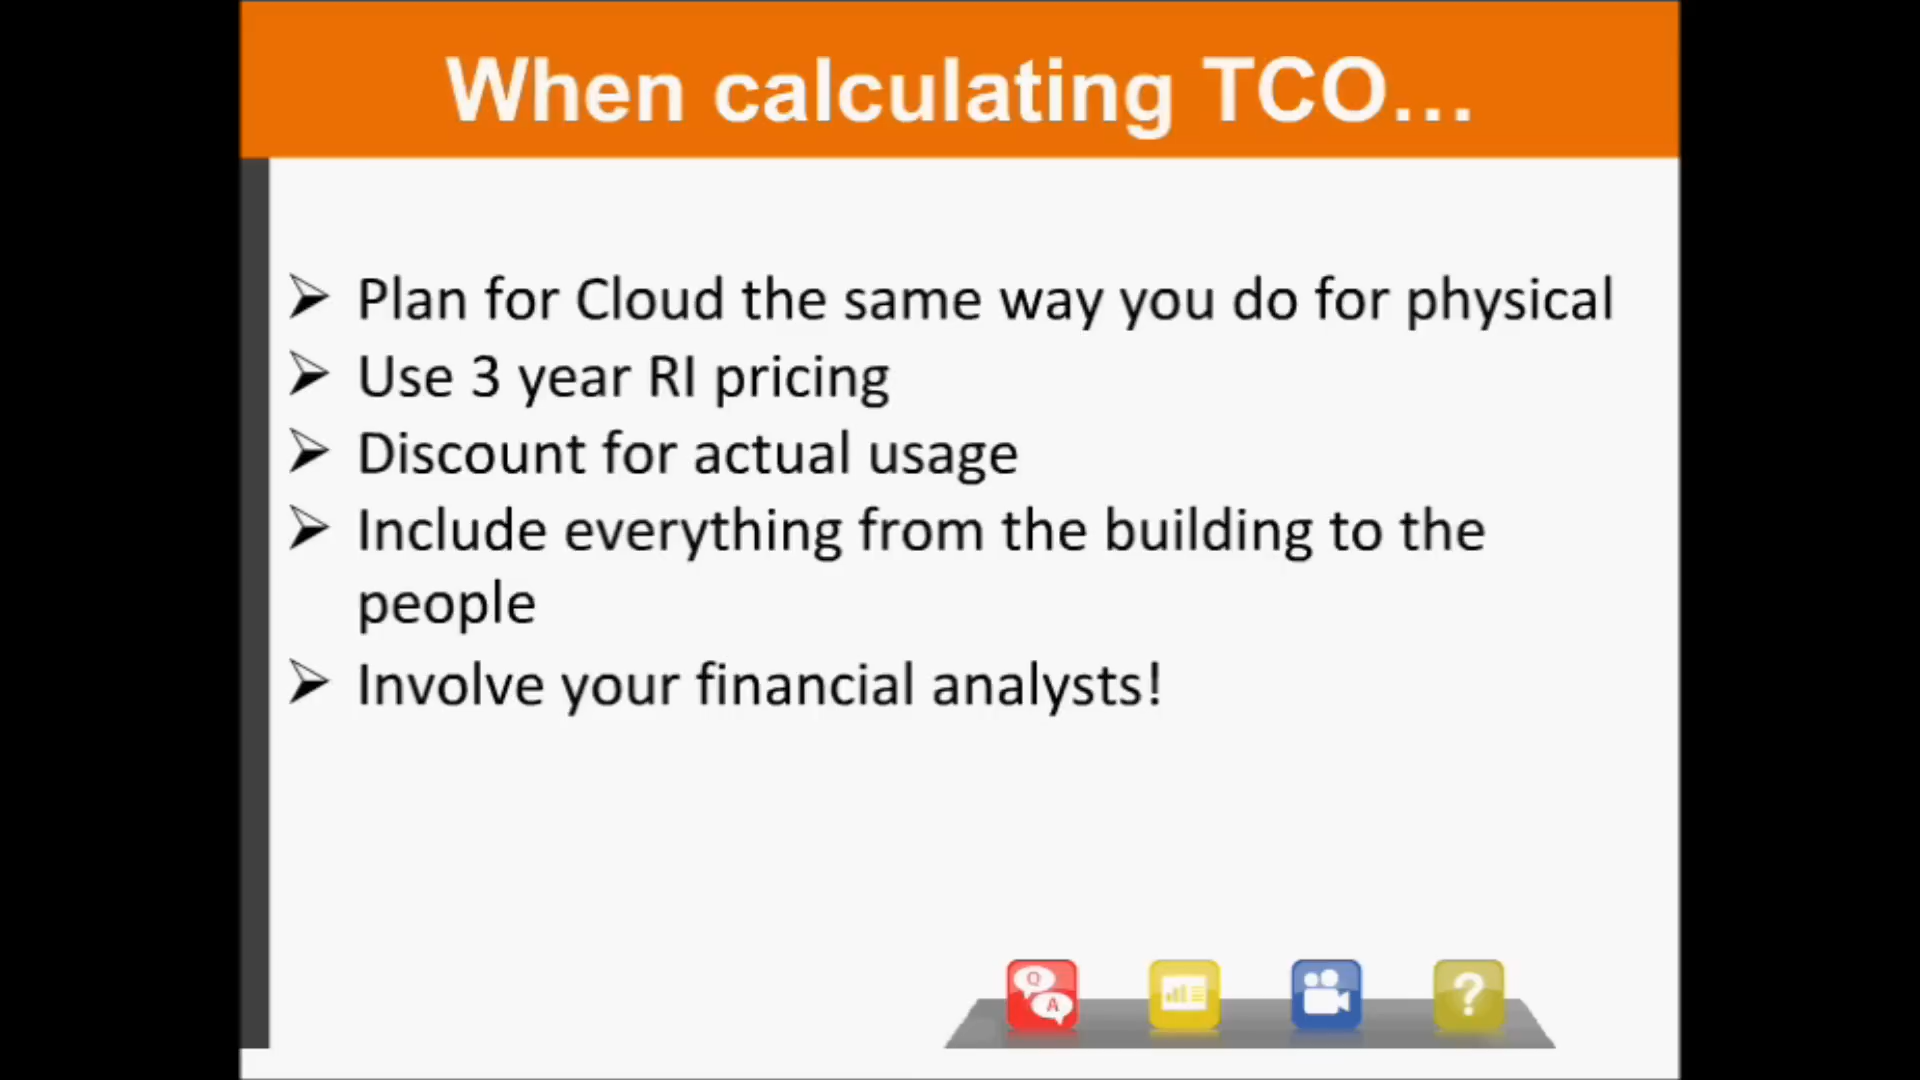 When calculating TCO...
Plan for Cloud the same way you do for physical
Use 3 year RI pricing
Discount for actual usage
Include everything from the building to the
people
Involve your financial analysts!
Q
A
?